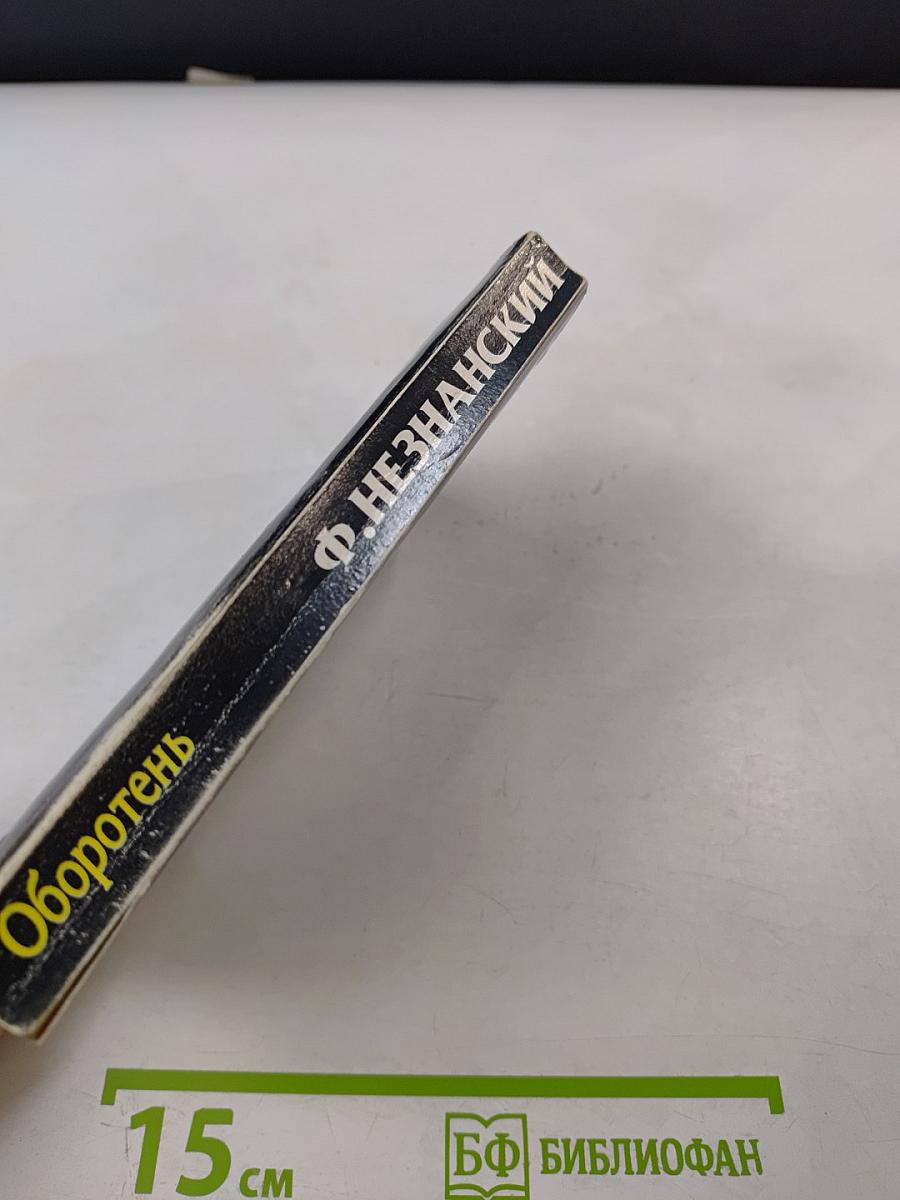 Ф.НЕЗНАНСКИЙ
Оборотень
15 см
БФ БИБЛИОФАН